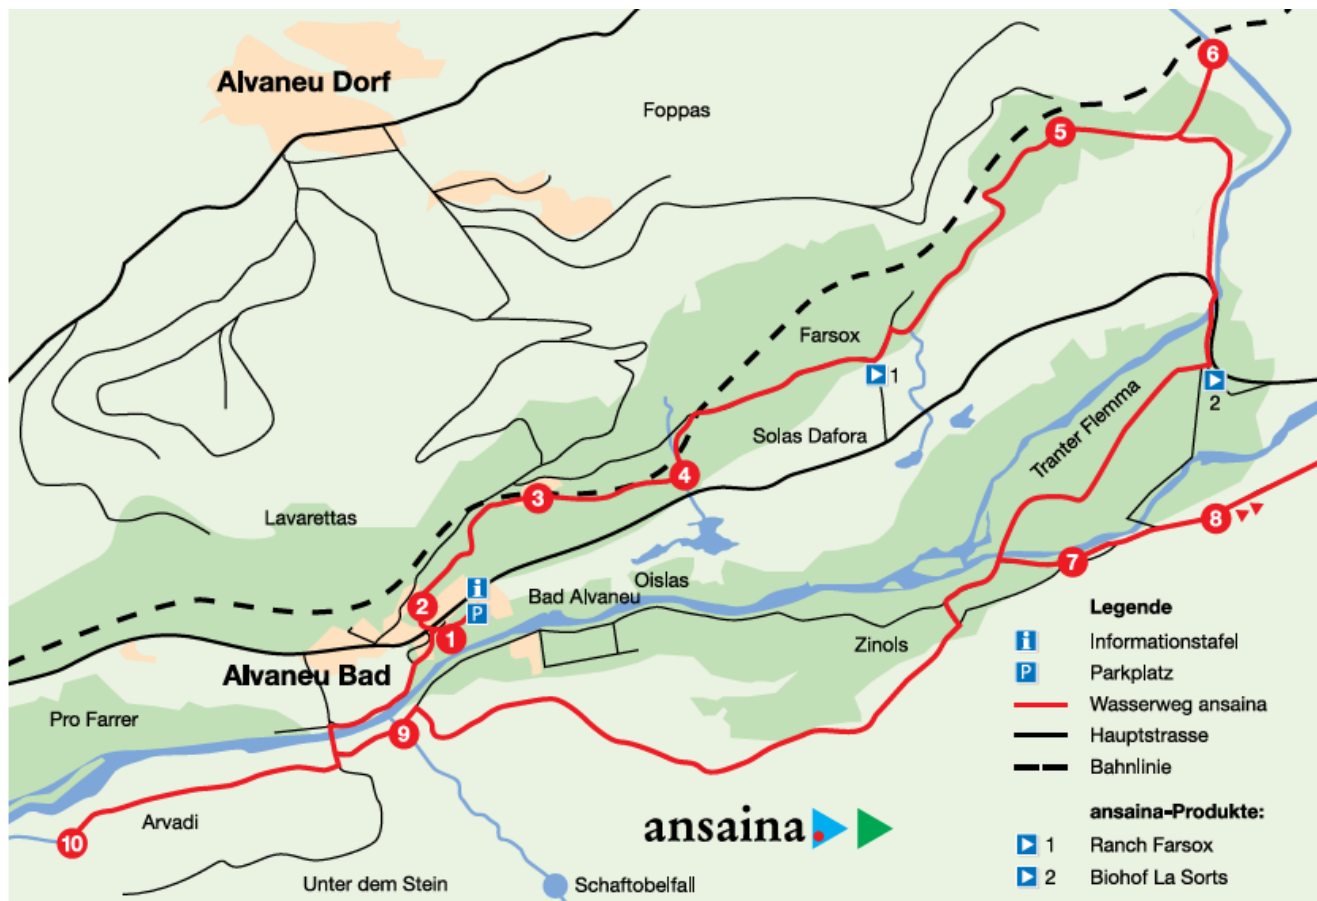 6
Alvaneu Dorf
Foppas
5
Farsox
1
2
Solas Dafora
Tranter Flemma
4
3
Lavarettas
8
7
i
Oislas
Bad Alvaneu
2
P
1
Zinols
Alvaneu Bad
Pro Farrer
9
Arvadi
10
Unter dem Stein
Schaftobelfall
ansaina
Legende
i Informationstafel
P Parkplatz
Wasserweg ansaina
Hauptstrasse
Bahnlinie
ansaina-Produkte:
1 Ranch Farsox
2 Biohof La Sorts